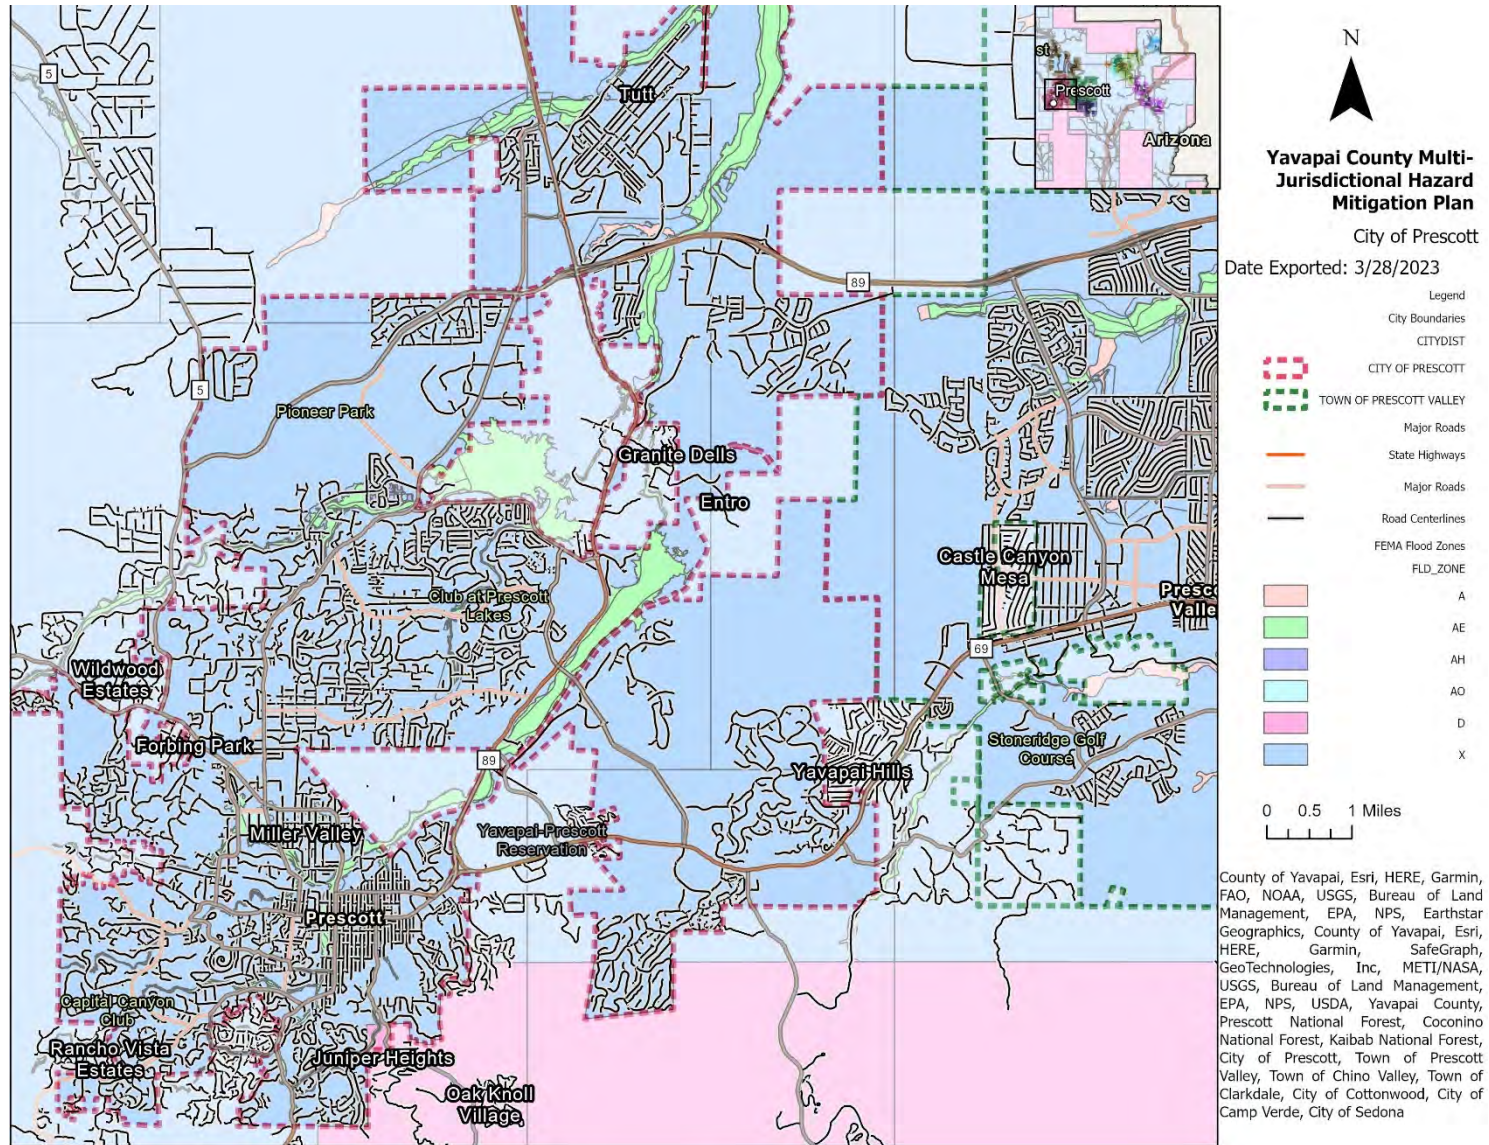 5
Tutt
st
Prescott
Arizona
89
5
Pioneer Park
Granite Dells
Entro
Castle Canyon
Mesa
Club at Prescott
Lakes
Presco
Valle
69
Wildwood
Estates
Forbing Park
89
Stoneridge Golf
Course
Yavapai Hills
Miller Valley
Yavapai-Prescott
Reservation
Prescott
Capital Canyon
Club
Rancho Vista
Estates
Juniper Heights
Oak Knoll
Village
N
Yavapai County Multi-
Jurisdictional Hazard
Mitigation Plan
City of Prescott
Date Exported: 3/28/2023
Legend
City Boundaries
CITYDIST
CITY OF PRESCOTT
TOWN OF PRESCOTT VALLEY
Major Roads
State Highways
Major Roads
Road Centerlines
FEMA Flood Zones
FLD_ZONE
A
AE
AH
AO
D
X
0 0.5 1 Miles
County of Yavapai, Esri, HERE, Garmin,
FAO, NOAA, USGS, Bureau of Land
Management, EPA, NPS, Earthstar
Geographics, County of Yavapai, Esri,
HERE, Garmin, SafeGraph,
GeoTechnologies, Inc, METI/NASA,
USGS, Bureau of Land Management,
EPA, NPS, USDA, Yavapai County,
Prescott National Forest, Coconino
National Forest, Kaibab National Forest,
City of Prescott, Town of Prescott
Valley, Town of Chino Valley, Town of
Clarkdale, City of Cottonwood, City of
Camp Verde, City of Sedona